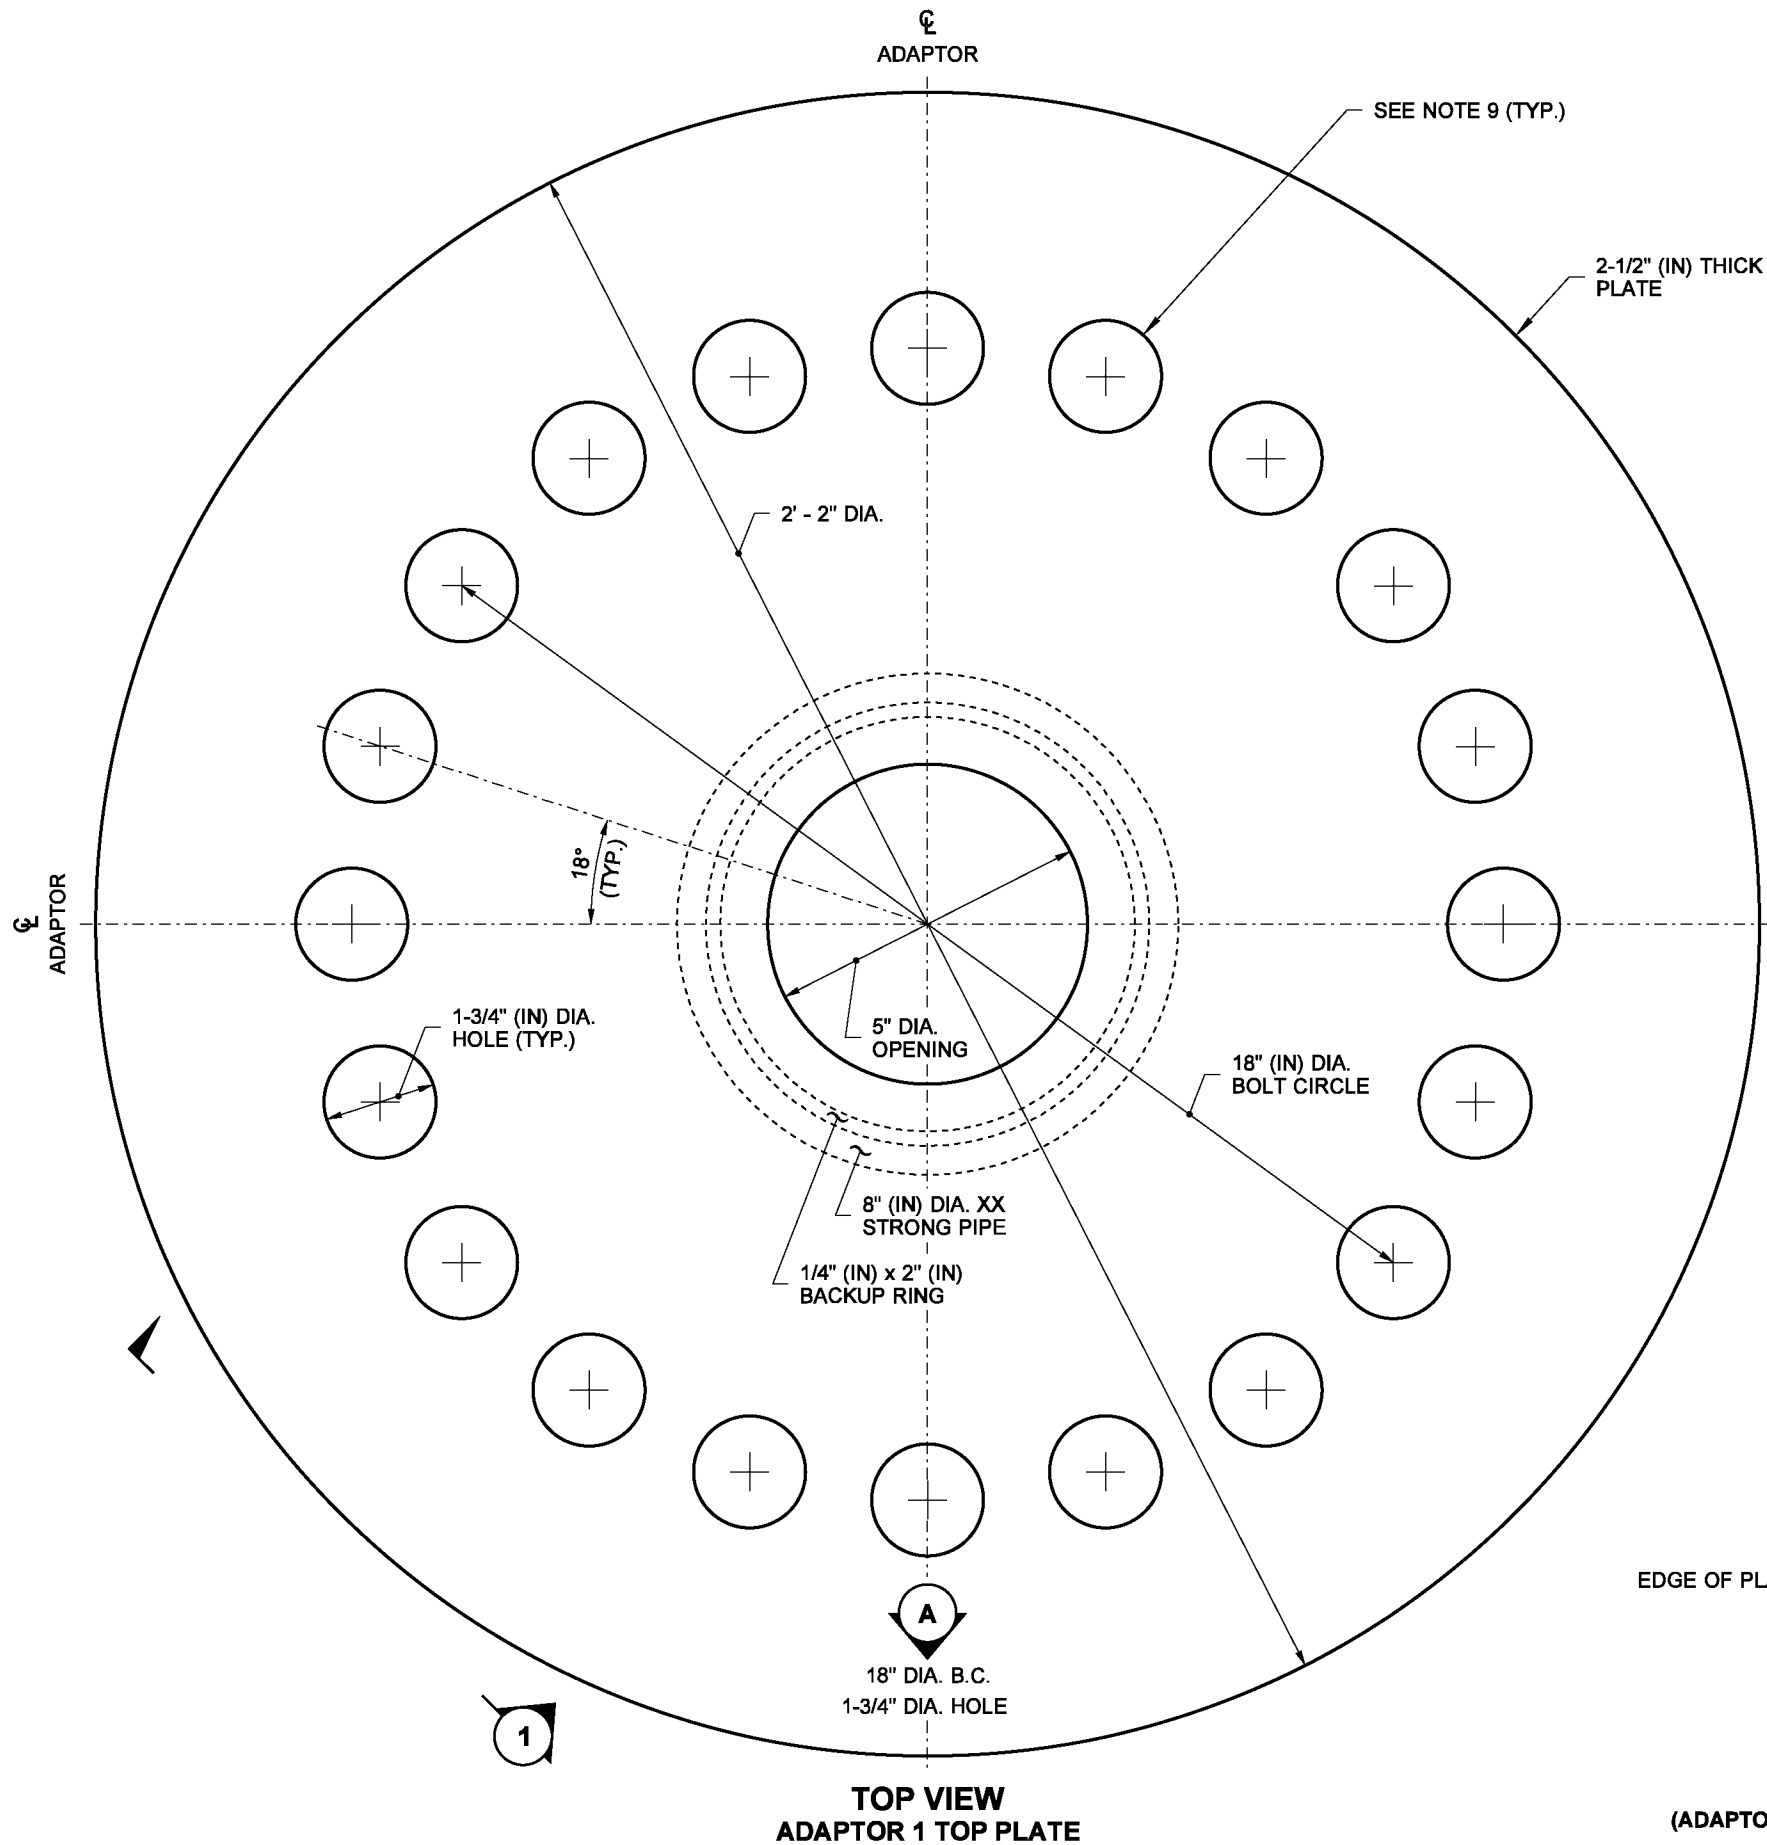 ℄
ADAPTOR
SEE NOTE 9 (TYP.)
2-1/2" (IN) THICK
PLATE
2' - 2" DIA.
18°
(TYP.)
℄
ADAPTOR
1-3/4" (IN) DIA.
HOLE (TYP.)
5" DIA.
OPENING
18" (IN) DIA.
BOLT CIRCLE
8" (IN) DIA. XX
STRONG PIPE
1/4" (IN) x 2" (IN)
BACKUP RING
EDGE OF PLA
A
18" DIA. B.C.
1-3/4" DIA. HOLE
1
TOP VIEW
ADAPTOR 1 TOP PLATE
(ADAPTO